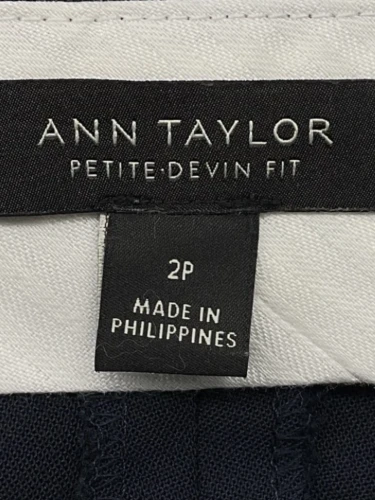 ANN TAYLOR
PETITE·DEVIN FIT
2P
MADE IN
PHILIPPINES